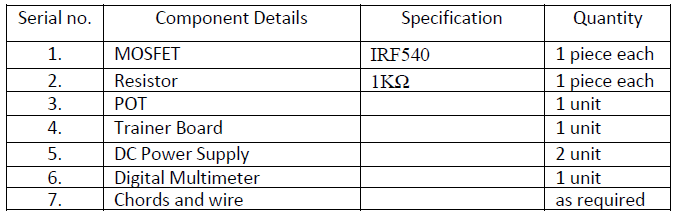 Serial no. Component Details Specification Quantity
1. MOSFET IRF540 1 piece each
2. Resistor 1KΩ 1 piece each
3. POT 1 unit
4. Trainer Board 1 unit
5. DC Power Supply 2 unit
6. Digital Multimeter 1 unit
7. Chords and wire as required